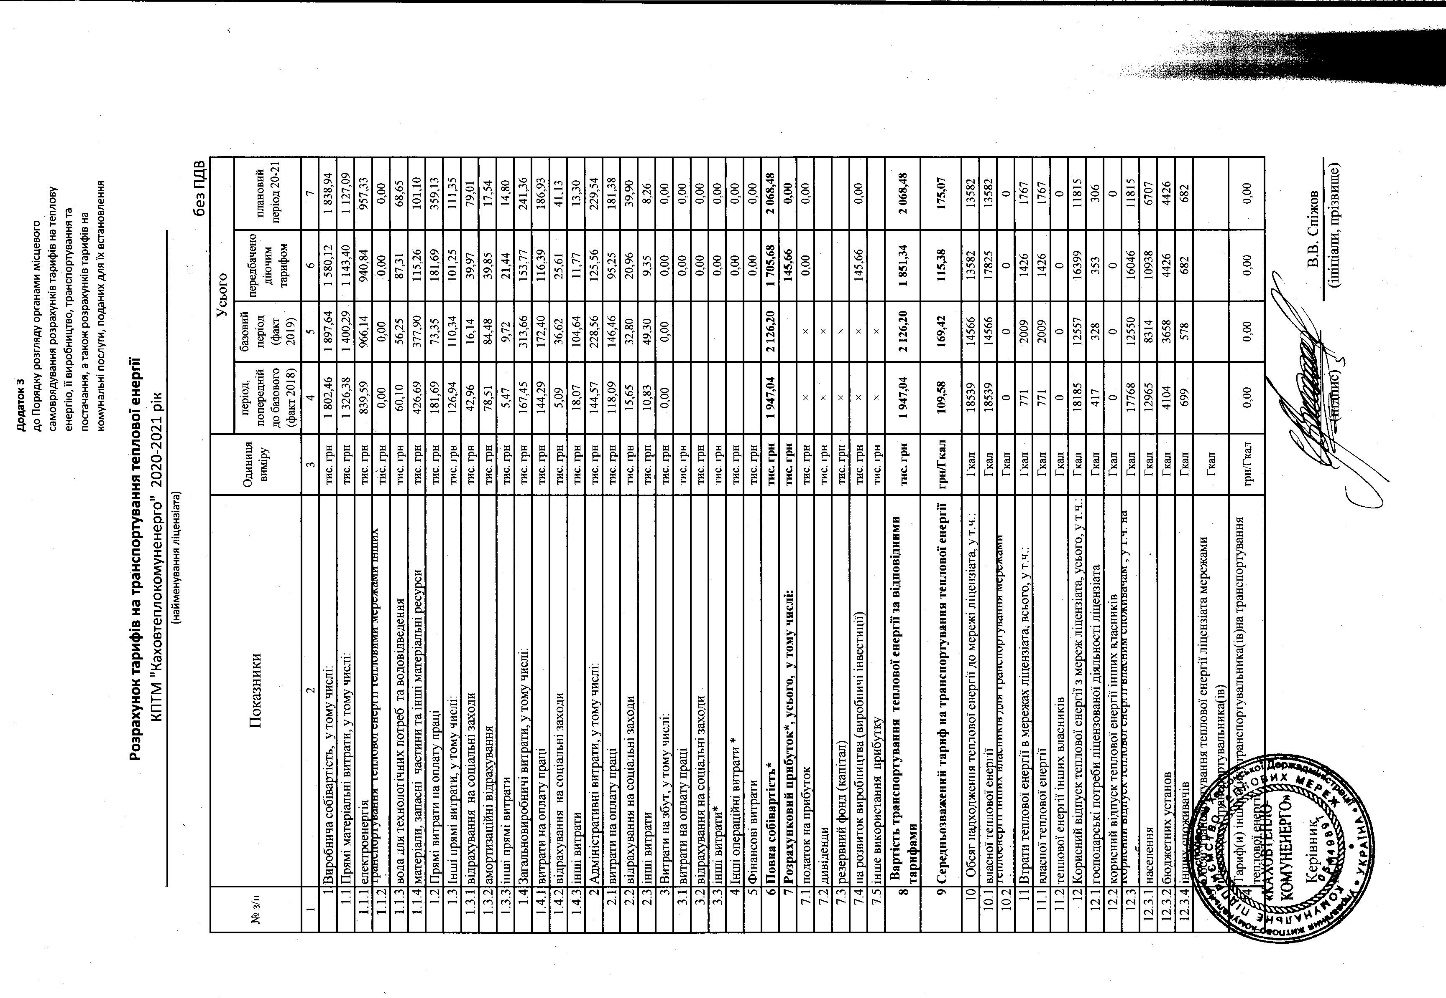 Додаток 3
до Порядку розгляду органами місцевого
самоврядування розрахунків тарифів на теплову
енергію, її виробництво, транспортування та
постачання, а також розрахунків тарифів на
комунальні послуги, поданих для їх встановлення
Розрахунок тарифів на транспортування теплової енергії
КПТМ "Каховтеплокомуненерго" 2020-2021 рік
(найменування ліцензіата)
без ПДВ
№ з/п Показники Одиниця виміру Усього
період, попередній до базового (факт 2018) базовий період (факт 2019) передбачено діючим тарифом плановий період 20-21
1 2 3 4 5 6 7
1 Виробнича собівартість, у тому числі: тис. грн 1 802,46 1 897,64 1 580,12 1 838,94
1.1 Прямі матеріальні витрати, у тому числі: тис. грн 1 326,38 1 400,29 1 143,40 1 127,09
1.1.1 електроенергія тис. грн 839,59 966,14 940,84 957,33
1.1.2 транспортування теплової енергії тепловими мережами інших тис. грн 0,00 0,00 0,00 0,00
1.1.3 вода для технологічних потреб та водовідведення тис. грн 60,10 56,25 87,31 68,65
1.1.4 матеріали, запасні частини та інші матеріальні ресурси тис. грн 426,69 377,90 115,26 101,10
1.2 Прямі витрати на оплату праці тис. грн 181,69 73,35 181,69 359,13
1.3 Інші прямі витрати, у тому числі: тис. грн 126,94 110,34 101,25 111,35
1.3.1 відрахування на соціальні заходи тис. грн 42,96 16,14 39,97 79,01
1.3.2 амортизаційні відрахування тис. грн 78,51 84,48 39,85 17,54
1.3.3 інші прямі витрати тис. грн 5,47 9,72 21,44 14,80
1.4 Загальновиробничі витрати, у тому числі: тис. грн 167,45 313,66 153,77 241,36
1.4.1 витрати на оплату праці тис. грн 144,29 172,40 116,39 186,93
1.4.2 відрахування на соціальні заходи тис. грн 5,09 36,62 25,61 41,13
1.4.3 інші витрати тис. грн 18,07 104,64 11,77 13,30
2 Адміністративні витрати, у тому числі: тис. грн 144,57 228,56 125,56 229,54
2.1 витрати на оплату праці тис. грн 118,09 146,46 95,25 181,38
2.2 відрахування на соціальні заходи тис. грн 15,65 32,80 20,96 39,90
2.3 інші витрати тис. грн 10,83 49,30 9,35 8,26
3 Витрати на збут, у тому числі: тис. грн 0,00 0,00 0,00 0,00
3.1 витрати на оплату праці тис. грн 0,00 0,00
3.2 відрахування на соціальні заходи тис. грн 0,00 0,00
3.3 інші витрати* тис. грн 0,00 0,00
4 Інші операційні витрати * тис. грн 0,00 0,00
5 Фінансові витрати тис. грн 0,00 0,00
6 Повна собівартість* тис. грн 1 947,04 2 126,20 1 705,68 2 068,48
7 Розрахунковий прибуток*, усього, у тому числі: тис. грн 145,66 0,00
7.1 податок на прибуток тис. грн × × 0,00 0,00
7.2 дивіденди тис. грн × ×
7.3 резервний фонд (капітал) тис. грн × ×
7.4 на розвиток виробництва (виробничі інвестиції) тис. грн × × 145,66 0,00
7.5 інше використання прибутку тис. грн × ×
8 Вартість транспортування теплової енергії за відповідними тарифами тис. грн 1 947,04 2 126,20 1 851,34 2 068,48
9 Середньозважений тариф на транспортування теплової енергії грн/Гкал 109,58 169,42 115,38 175,07
10 Обсяг надходження теплової енергії до мережі ліцензіата, у т.ч.: Гкал 18539 14566 13582 13582
10.1 власної теплової енергії Гкал 18539 14566 17825 13582
10.2 теплоенергії інших власників для транспортування мережами Гкал 0 0
11 Втрати теплової енергії в мережах ліцензіата, всього, у т.ч.: Гкал 771 2009 1426 1767
11.1 власної теплової енергії Гкал 771 2009 1426 1767
11.2 теплової енергії інших власників Гкал 0 0 0 0
12 Корисний відпуск теплової енергії з мереж ліцензіата, усього, у т.ч.: Гкал 18185 12557 16399 11815
12.1 господарські потреби ліцензованої діяльності ліцензіата Гкал 417 328 353 306
12.2 корисний відпуск теплової енергії інших власників Гкал 0 0 0 0
12.3 корисний відпуск теплової енергії власним споживачам, у т.ч. на Гкал 17768 12550 16046 11815
12.3.1 населення Гкал 12965 8314 10938 6707
12.3.2 бюджетних установ Гкал 4104 3658 4426 4426
12.3.4 інших споживачів Гкал 699 578 682 682
теплової енергії ліцензіата мережами Гкал
Тариф(и) транспортувальника(ів)на транспортування теплової енергії грн/Гкал 0,00 0,00 0,00 0,00
«КАХОВТЕПЛО
КОМУНЕНЕРГО»
Керівник
(підпис)
В.В. Спіжов
(ініціали, прізвище)